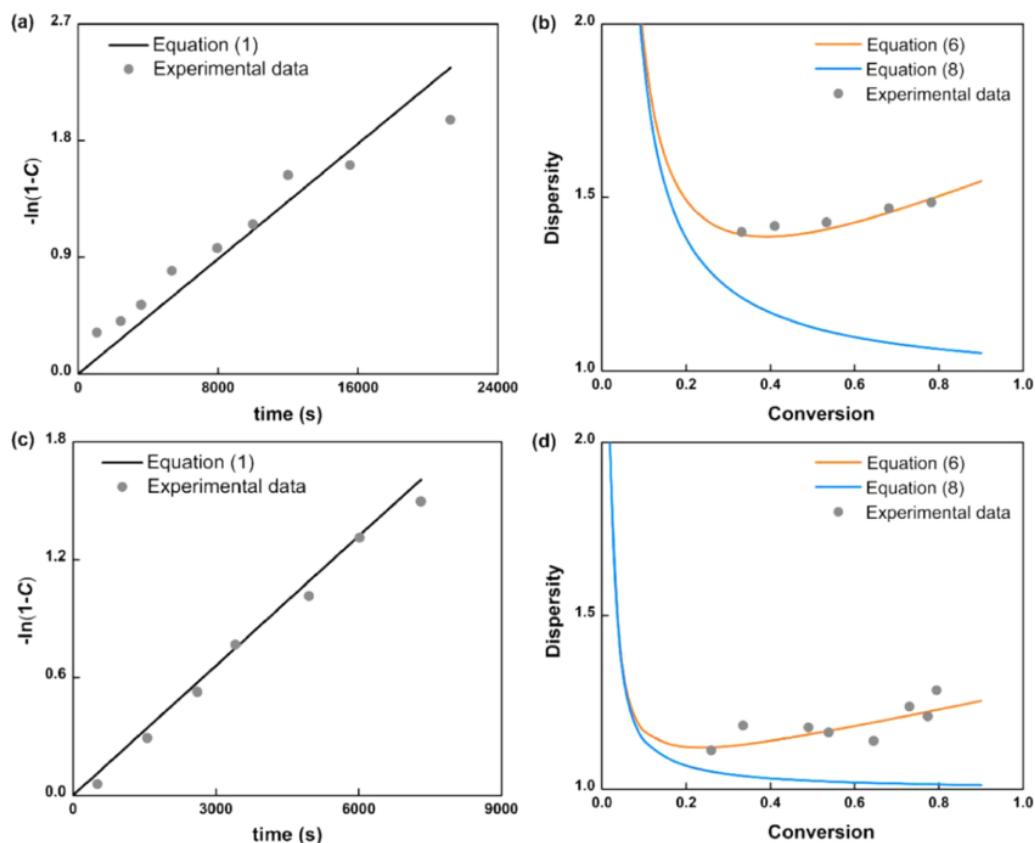 (a)
2.7
1.8
0.9
0.0
-ln(1-C)
Equation (1)
Experimental data
0
8000
16000
24000
time (s)
(b)
2.0
1.5
1.0
Dispersity
Equation (6)
Equation (8)
Experimental data
0.0
0.2
0.4
0.6
0.8
1.0
Conversion
(c)
1.8
1.2
0.6
0.0
-ln(1-C)
Equation (1)
Experimental data
0
3000
6000
9000
time (s)
(d)
2.0
1.5
1.0
Dispersity
Equation (6)
Equation (8)
Experimental data
0.0
0.2
0.4
0.6
0.8
1.0
Conversion